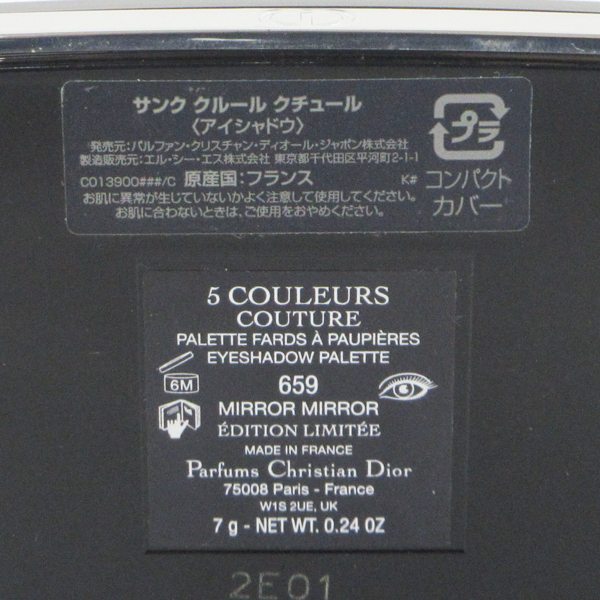 サンク クルール クチュール
〈アイシャドウ〉
発売元：パルファン・クリスチャン・ディオール・ジャポン株式会社
製造販売元：エル・シー・エス株式会社 東京都千代田区平河町2-1-1
C013900###/C 原産国：フランス K#
お肌に異常が生じていないかよく注意して使用してください。
お肌に合わないときは、ご使用をおやめください。
プラ
コンパクト
カバー
5 COULEURS
COUTURE
PALETTE FARDS À PAUPIÈRES
EYESHADOW PALETTE
6M
659
MIRROR MIRROR
ÉDITION LIMITÉE
MADE IN FRANCE
Parfums Christian Dior
75008 Paris - France
W1S 2UE, UK
7 g - NET WT. 0.24 OZ
2E01